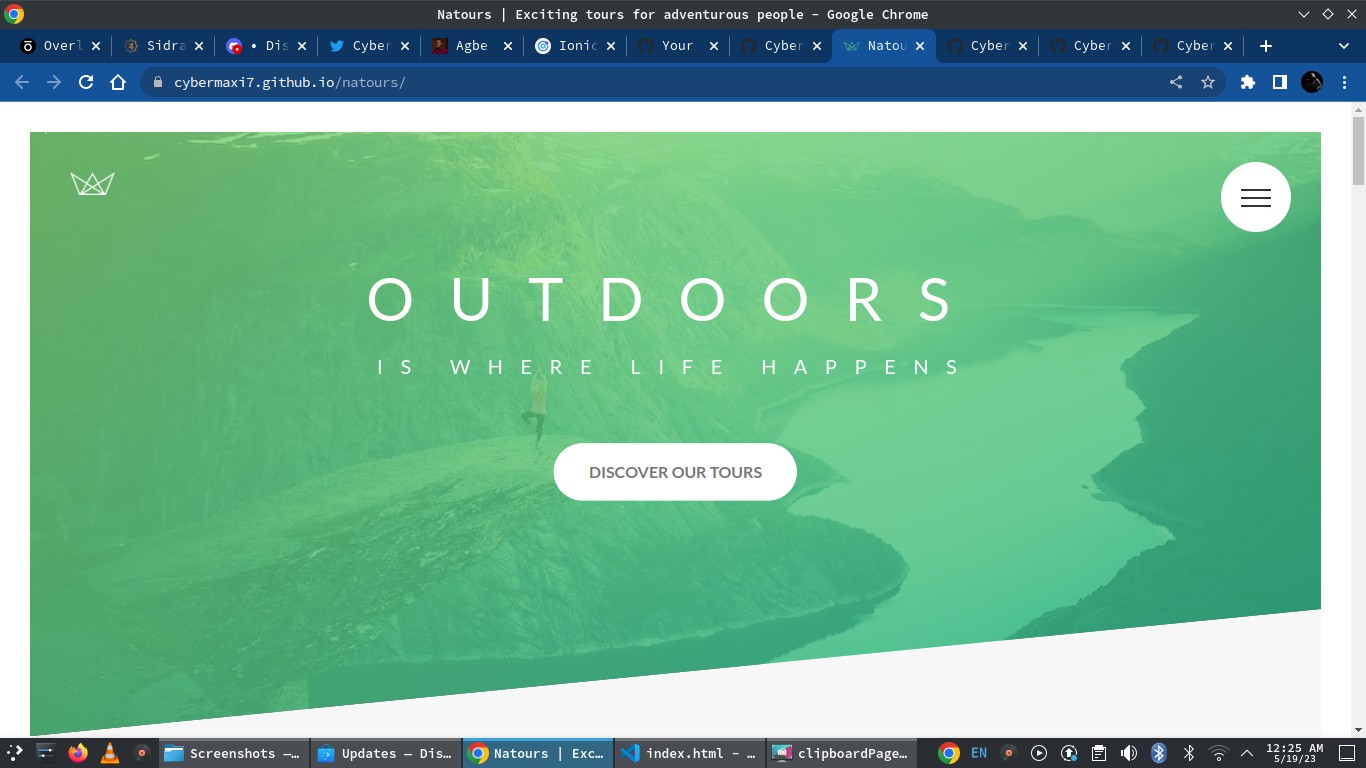 Natours | Exciting tours for adventurous people – Google Chrome
Overl
Sidra
• Dis
Cyber
Agbe
Ionic
Your
Cyber
Natou
Cyber
Cyber
Cyber
cybermaxi7.github.io/natours/
OUTDOORS
IS WHERE LIFE HAPPENS
DISCOVER OUR TOURS
Screenshots –...
Updates – Dis...
Natours | Exc...
index.html - ...
clipboardPage...
EN
12:25 AM
5/19/23